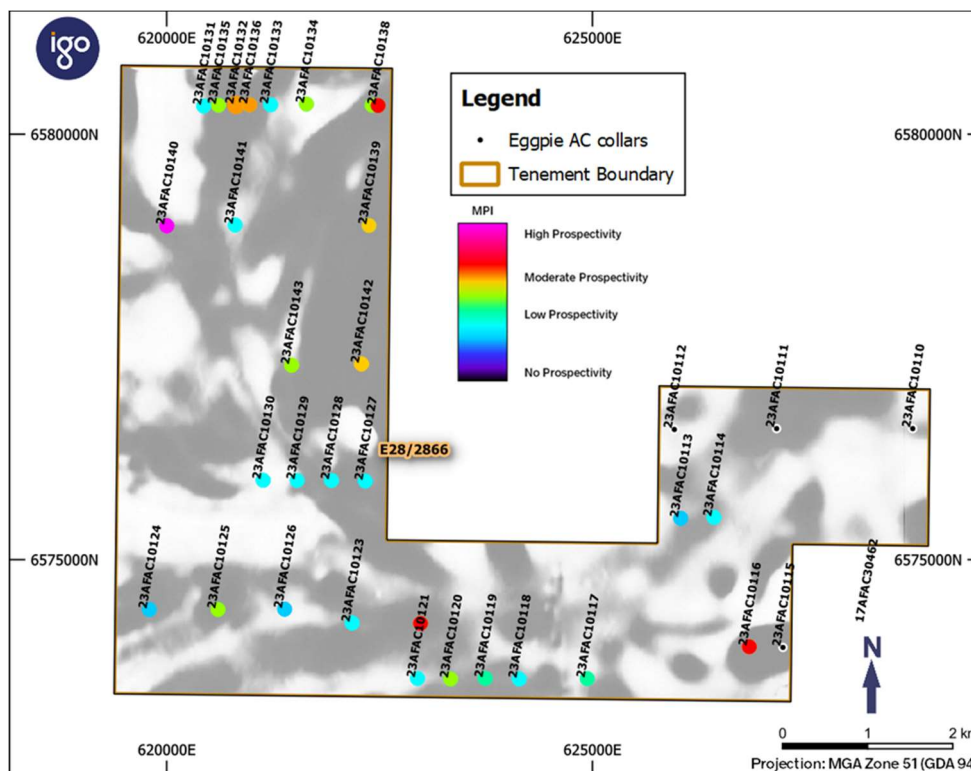 igo
620000E
625000E
23AFAC10131
23AFAC10135
23AFAC10132
23AFAC10136
23AFAC10133
23AFAC10134
23AFAC10138
6580000N
6580000N
Legend
Eggpie AC collars
Tenement Boundary
MPI
High Prospectivity
Moderate Prospectivity
Low Prospectivity
No Prospectivity
23AFAC10140
23AFAC10141
23AFAC10139
23AFAC10143
23AFAC10142
23AFAC10112
23AFAC10111
23AFAC10110
23AFAC10130
23AFAC10129
23AFAC10128
23AFAC10127
E28/2866
23AFAC10113
23AFAC10114
6575000N
6575000N
23AFAC10124
23AFAC10125
23AFAC10126
23AFAC10123
23AFAC10121
23AFAC10120
23AFAC10119
23AFAC10118
23AFAC10117
23AFAC10116
23AFAC10115
17AFAC30462
N
620000E
625000E
0 1 2 km
Projection: MGA Zone 51 (GDA 94